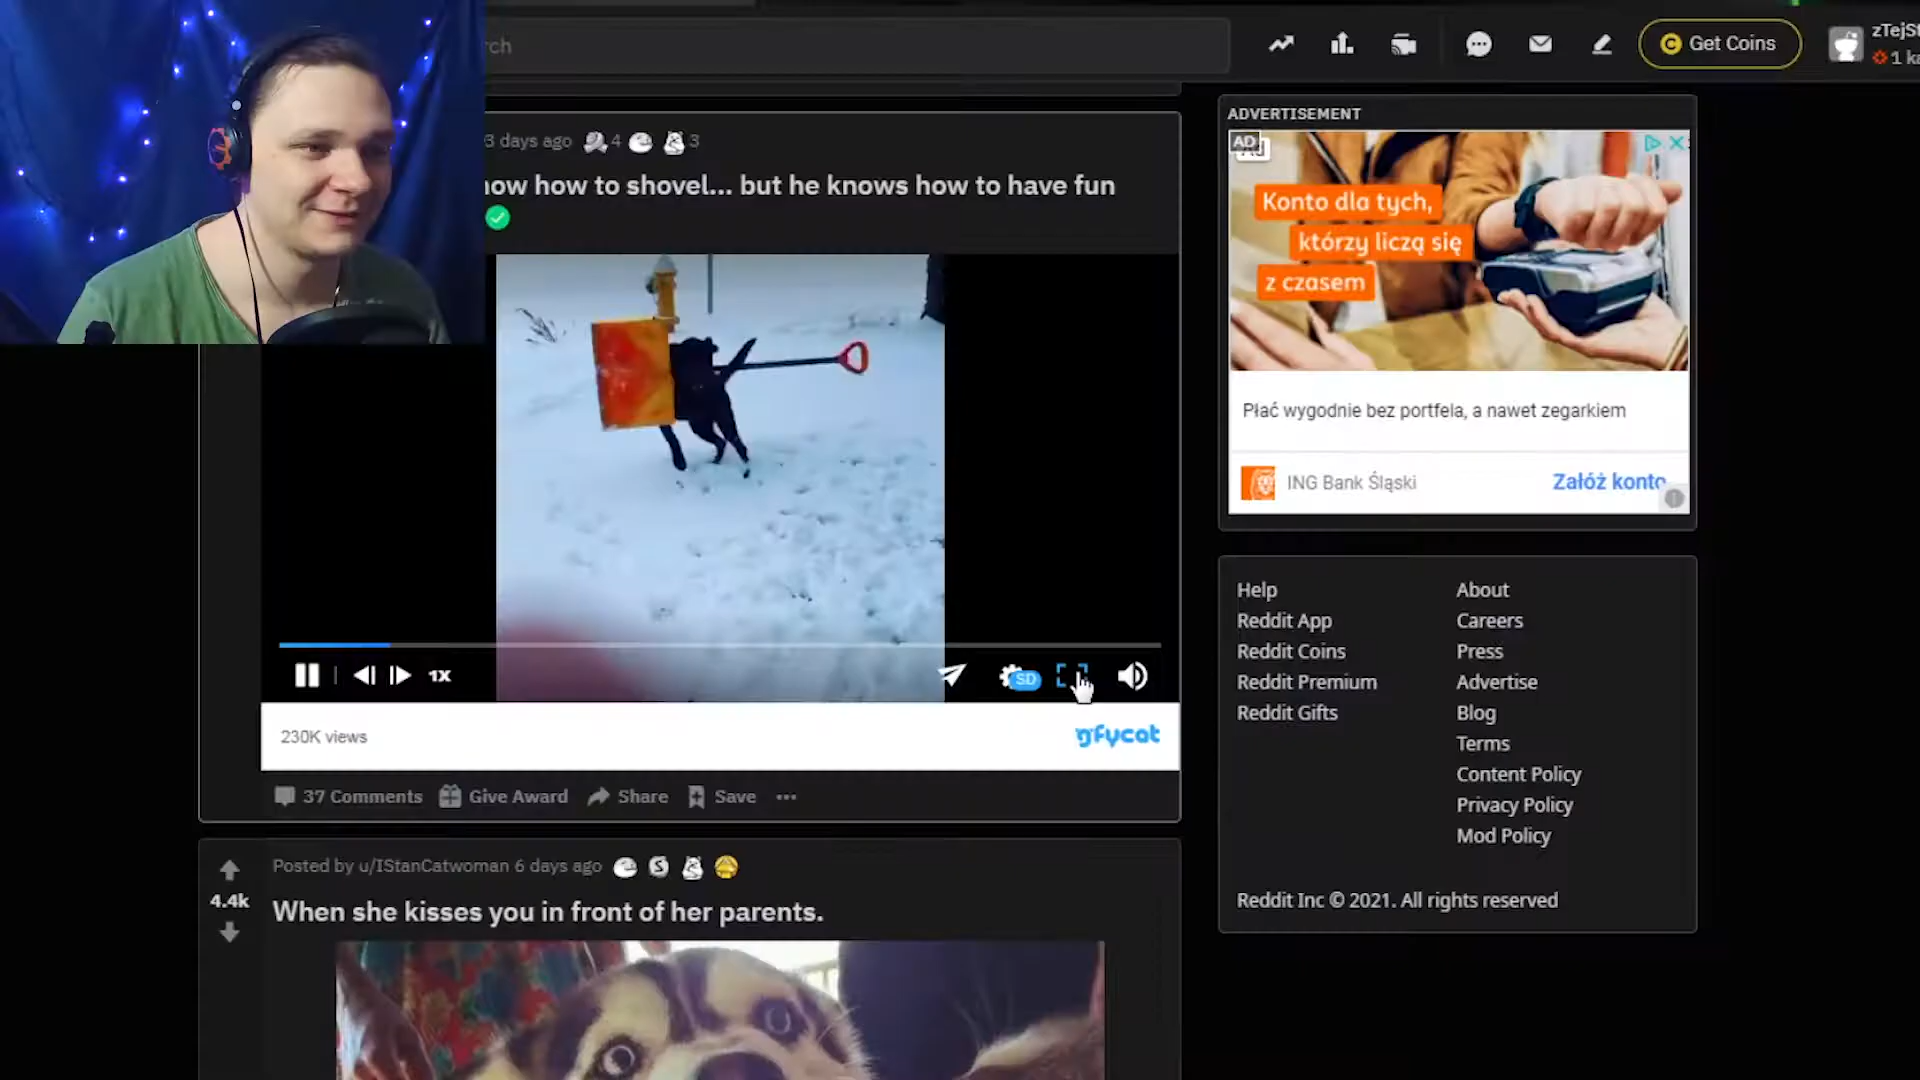 rch
Get Coins
zTejSt
1 ka
3 days ago 4 3
now how to shovel... but he knows how to have fun
1X
SD
230K views
gfycat
37 Comments Give Award Share Save
Posted by u/IStanCatwoman 6 days ago
4.4k
When she kisses you in front of her parents.
ADVERTISEMENT
AD
Konto dla tych,
którzy liczą się
z czasem
Płać wygodnie bez portfela, a nawet zegarkiem
ING Bank Śląski Załóż konto
Help
Reddit App
Reddit Coins
Reddit Premium
Reddit Gifts
About
Careers
Press
Advertise
Blog
Terms
Content Policy
Privacy Policy
Mod Policy
Reddit Inc © 2021. All rights reserved